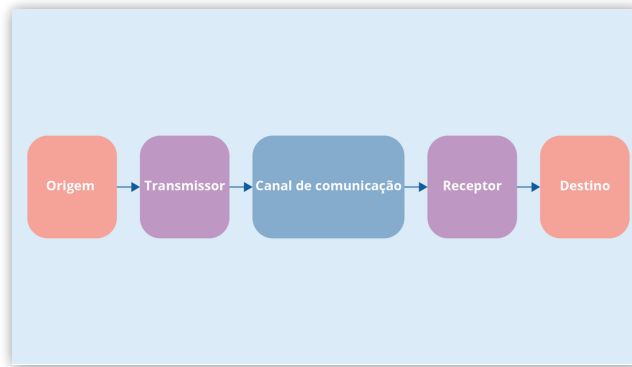 Origem
Transmissor
Canal de comunicação
Receptor
Destino